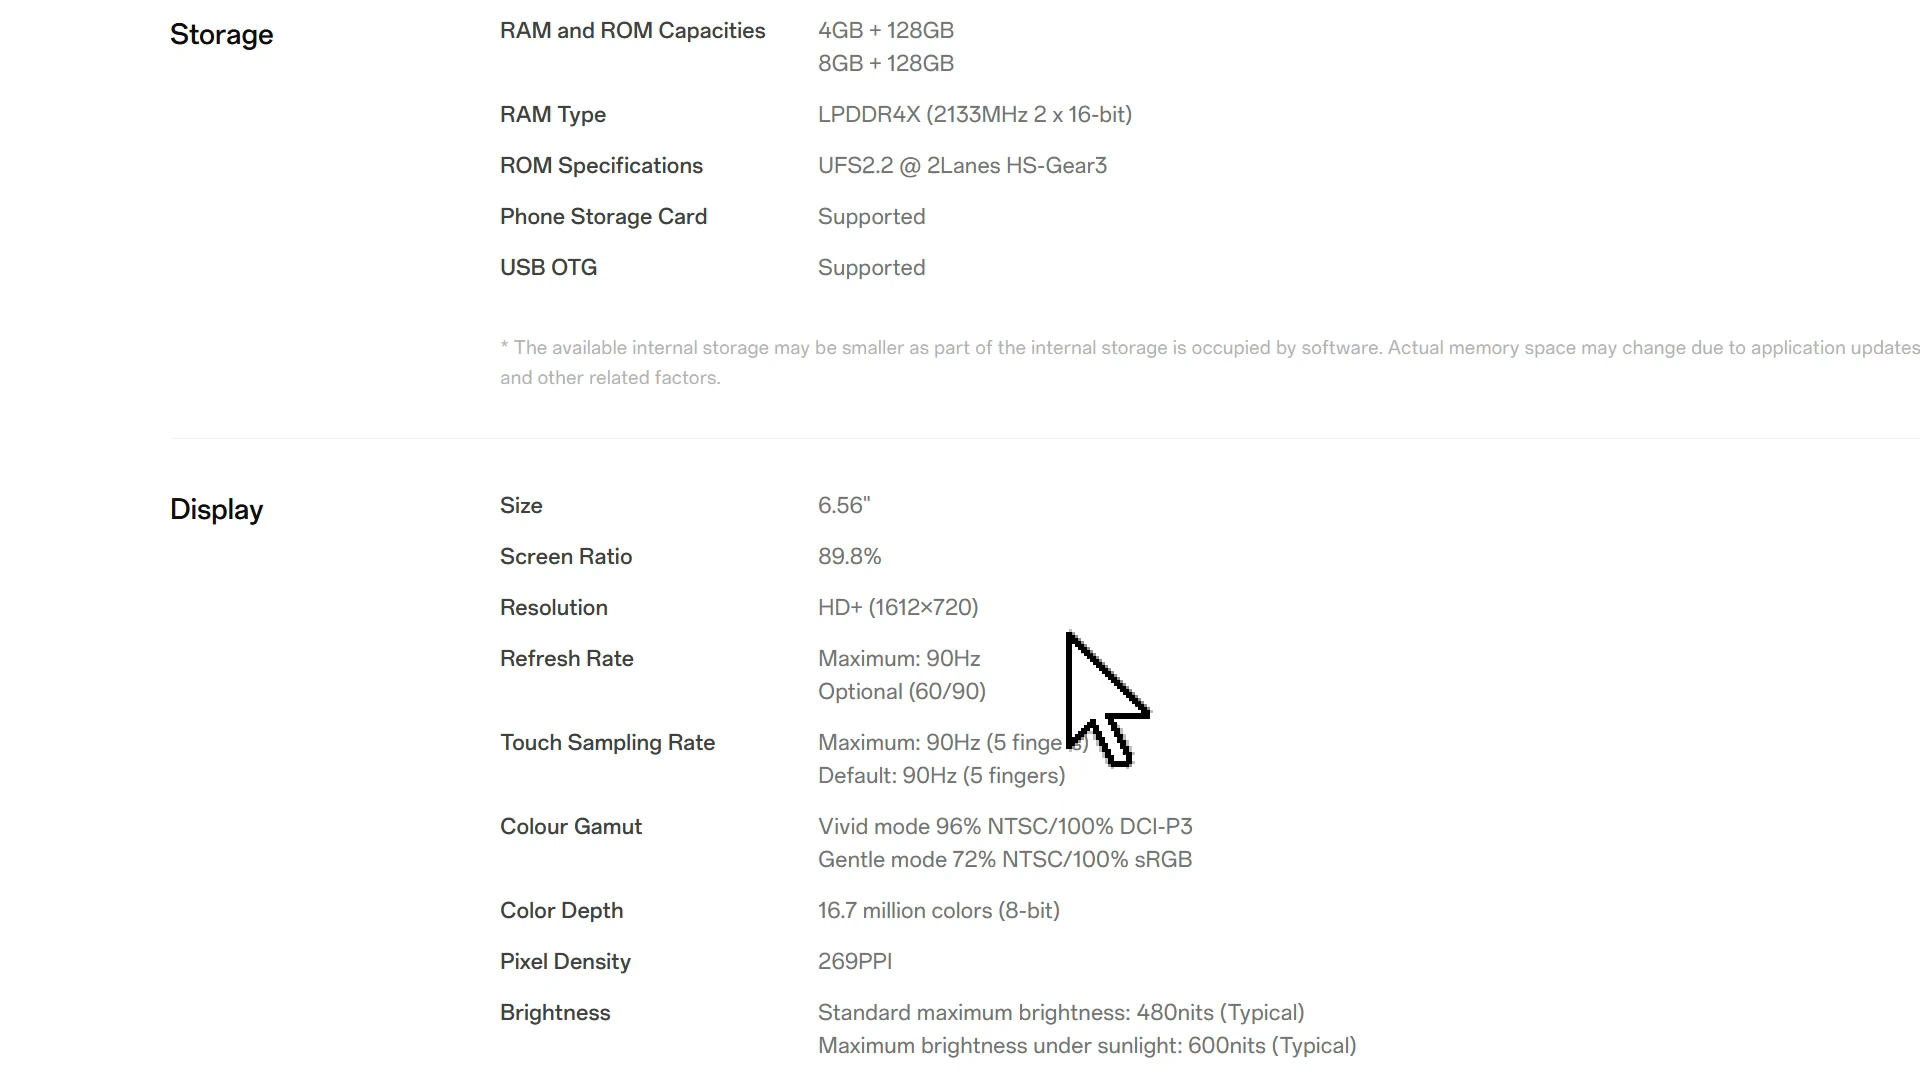 Storage
RAM and ROM Capacities
4GB + 128GB
8GB + 128GB
RAM Type
LPDDR4X (2133MHz 2 x 16-bit)
ROM Specifications
UFS2.2 @ 2Lanes HS-Gear3
Phone Storage Card
Supported
USB OTG
Supported
* The available internal storage may be smaller as part of the internal storage is occupied by software. Actual memory space may change due to application updates
and other related factors.
Display
Size
6.56"
Screen Ratio
89.8%
Resolution
HD+ (1612×720)
Refresh Rate
Maximum: 90Hz
Optional (60/90)
Touch Sampling Rate
Maximum: 90Hz (5 fingers)
Default: 90Hz (5 fingers)
Colour Gamut
Vivid mode 96% NTSC/100% DCI-P3
Gentle mode 72% NTSC/100% sRGB
Color Depth
16.7 million colors (8-bit)
Pixel Density
269PPI
Brightness
Standard maximum brightness: 480nits (Typical)
Maximum brightness under sunlight: 600nits (Typical)